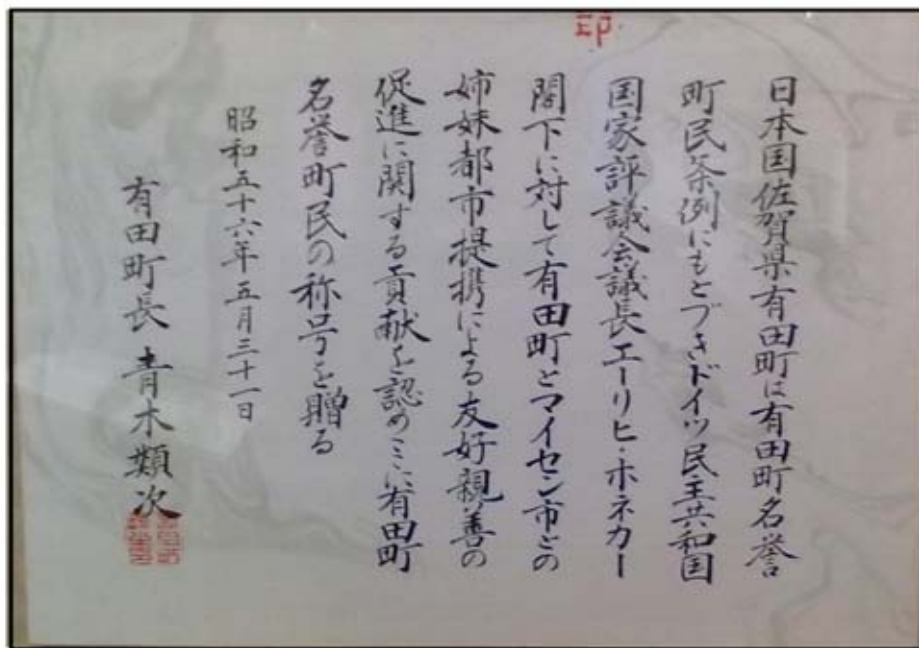 印
日本国佐賀県有田町は有田町名誉
町民条例にもとづきドイツ民主共和国
国家評議会議長エーリヒ・ホネカー
閣下に対して有田町とマイセン市との
姉妹都市提携による友好親善の
促進に関する貢献を認めここに有田町
名誉町民の称号を贈る
昭和五十六年五月三十一日
有田町長 青木類次